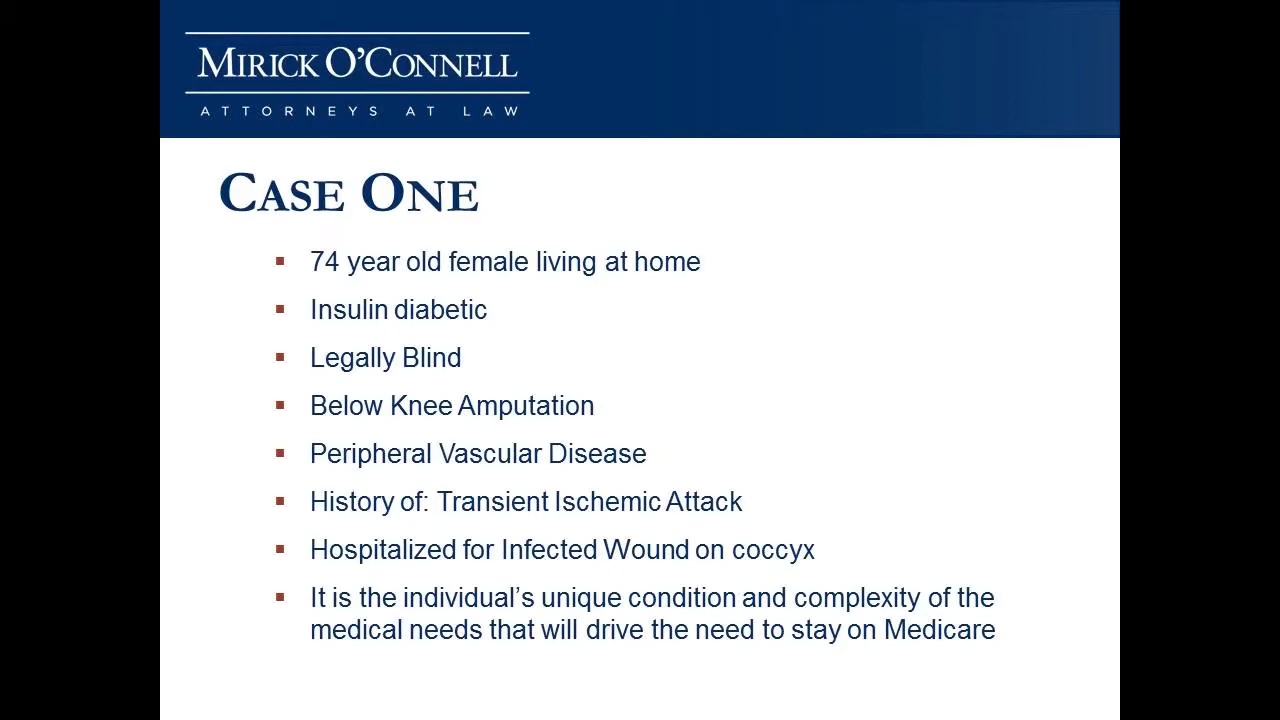 MIRICK O’CONNELL
ATTORNEYS AT LAW
CASE ONE
74 year old female living at home
Insulin diabetic
Legally Blind
Below Knee Amputation
Peripheral Vascular Disease
History of: Transient Ischemic Attack
Hospitalized for Infected Wound on coccyx
It is the individual’s unique condition and complexity of the
medical needs that will drive the need to stay on Medicare